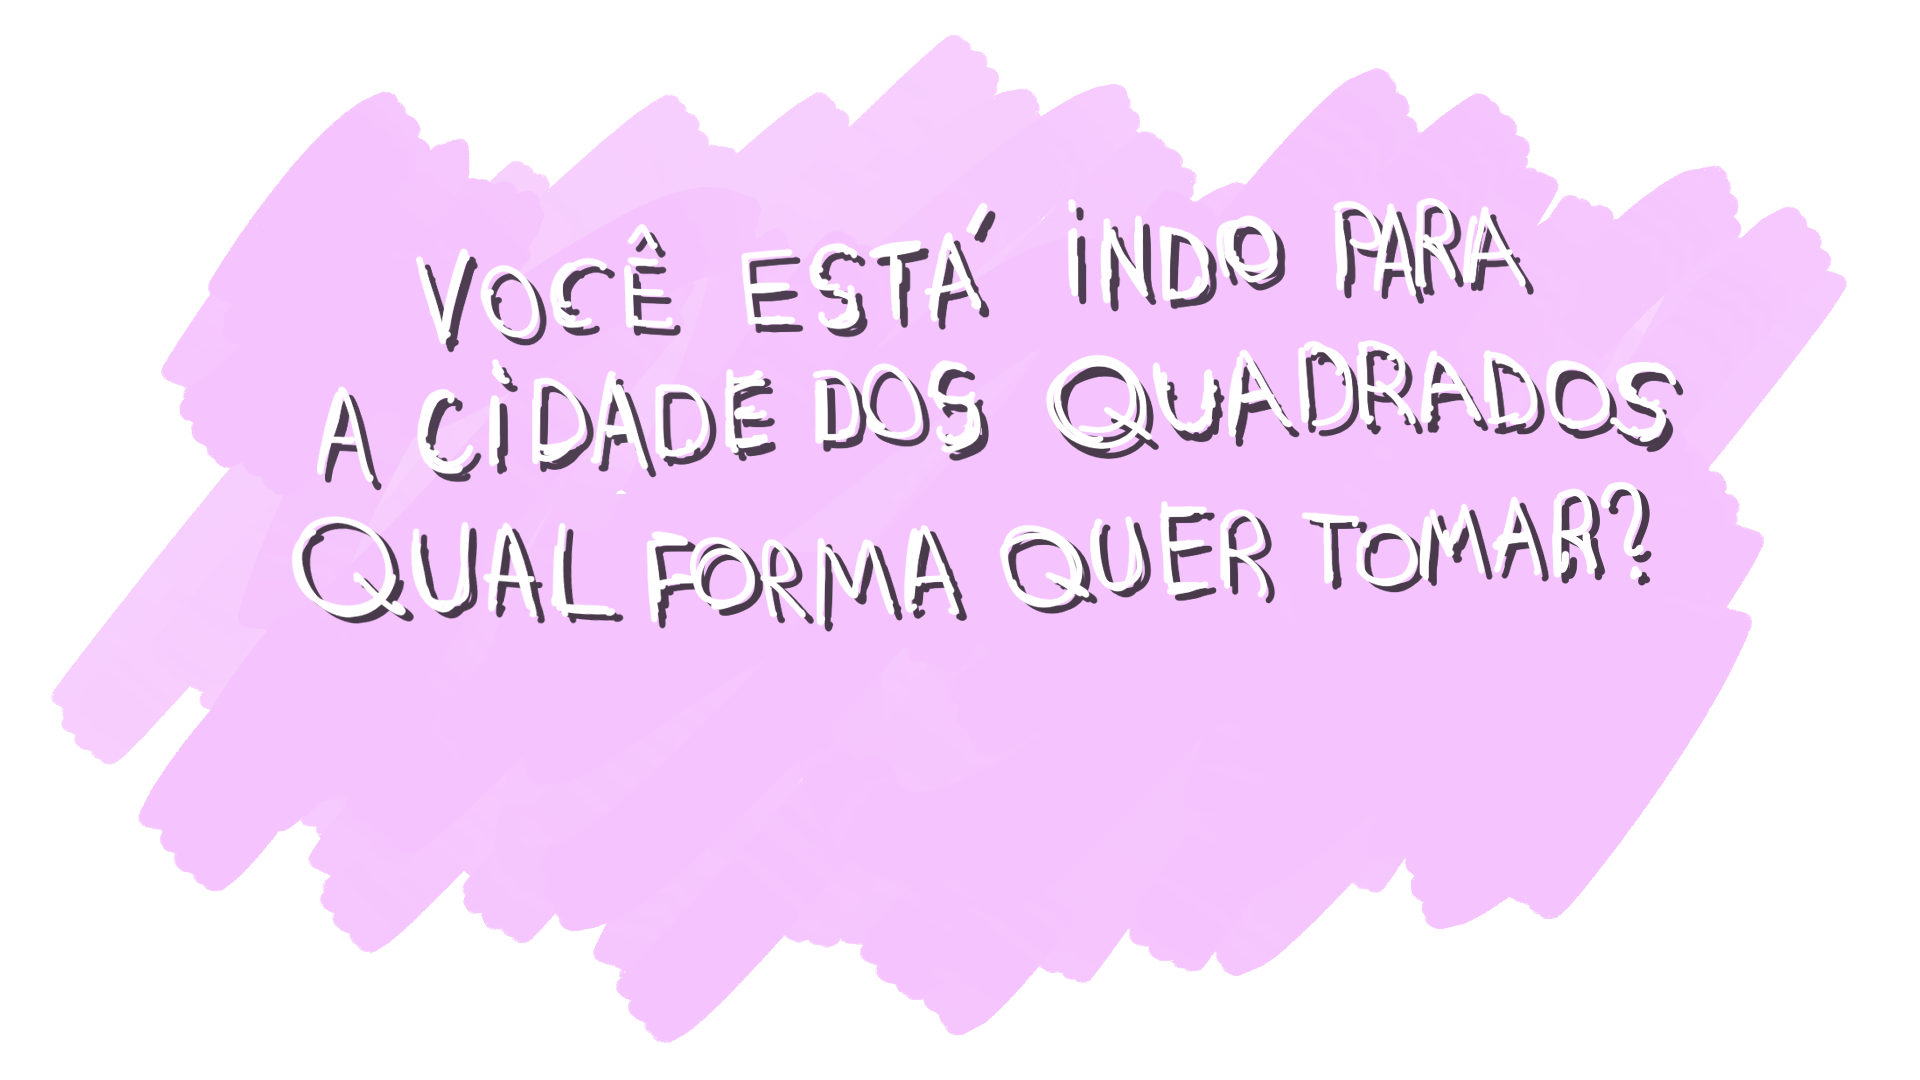 VOCÊ ESTÁ INDO PARA
A CIDADE DOS QUADRADOS
QUAL FORMA QUER TOMAR?